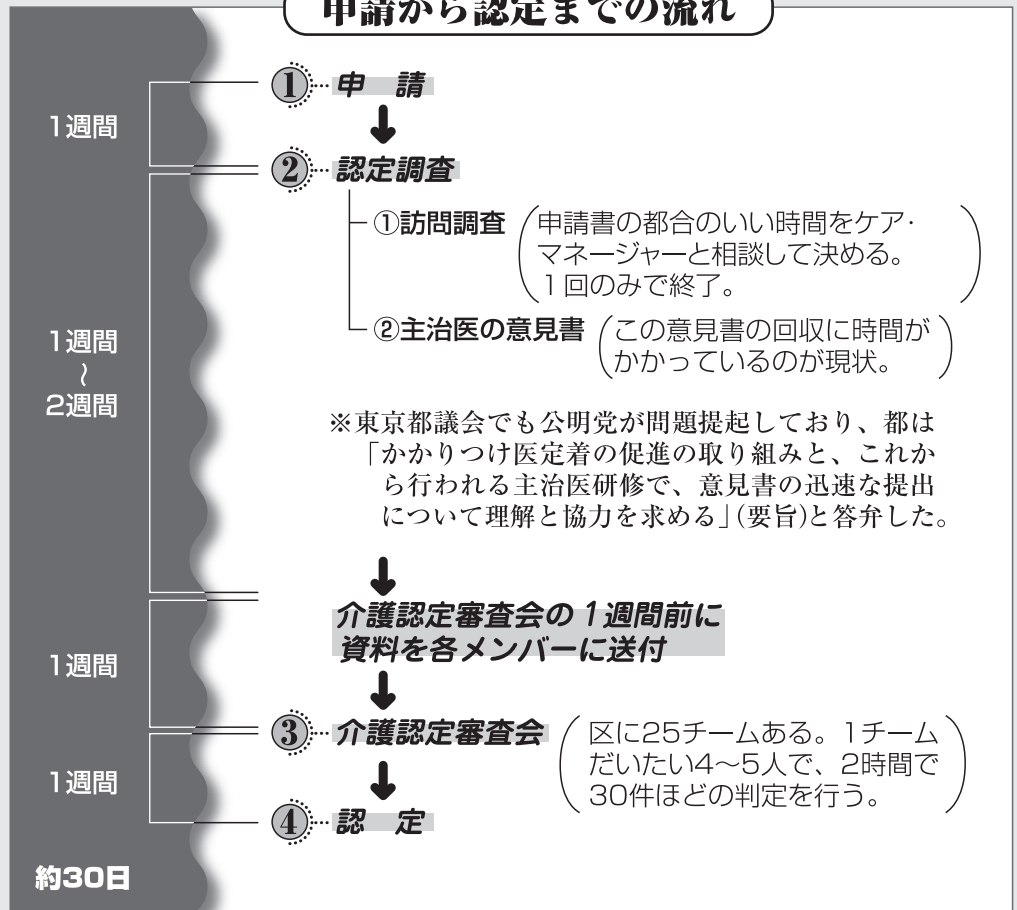 申請から認定までの流れ
1週間
①…申 請
②…認定調査
①訪問調査
(申請書の都合のいい時間をケア・
マネージャーと相談して決める。
1回のみで終了。)
1週間
〜
2週間
②主治医の意見書
(この意見書の回収に時間が
かかっているのが現状。)
※東京都議会でも公明党が問題提起しており、都は
「かかりつけ医定着の促進の取り組みと、これか
ら行われる主治医研修で、意見書の迅速な提出
について理解と協力を求める」(要旨)と答弁した。
介護認定審査会の1週間前に
資料を各メンバーに送付
1週間
③…介護認定審査会
(区に25チームある。1チーム
だいたい4〜5人で、2時間で
30件ほどの判定を行う。)
1週間
④…認 定
約30日